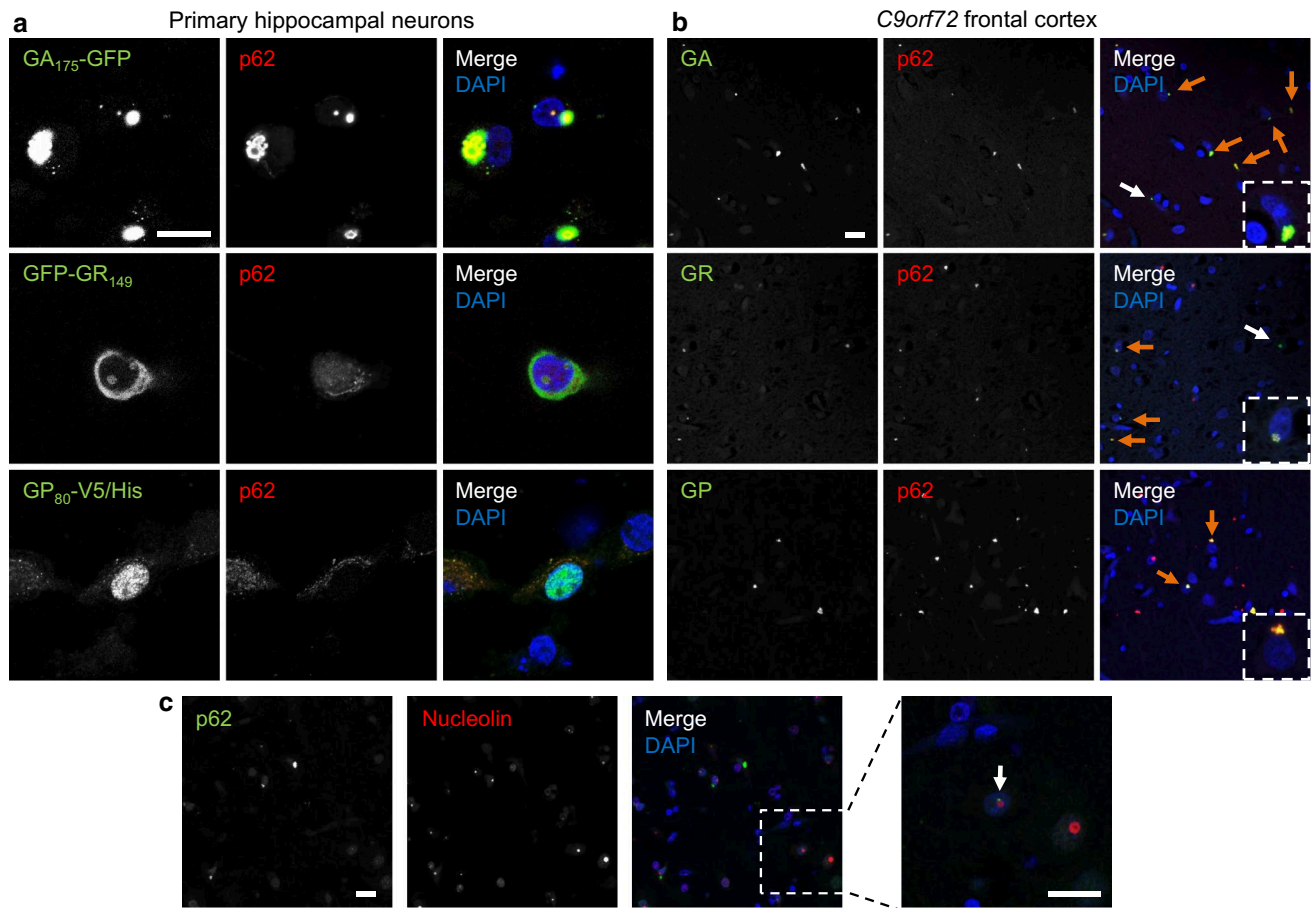 a Primary hippocampal neurons
b C9orf72 frontal cortex
GA₁₇₅-GFP
p62
Merge
DAPI
GA
p62
Merge
DAPI
GFP-GR₁₄₉
p62
Merge
DAPI
GR
p62
Merge
DAPI
GP₈₀-V5/His
p62
Merge
DAPI
GP
p62
Merge
DAPI
c
p62
Nucleolin
Merge
DAPI